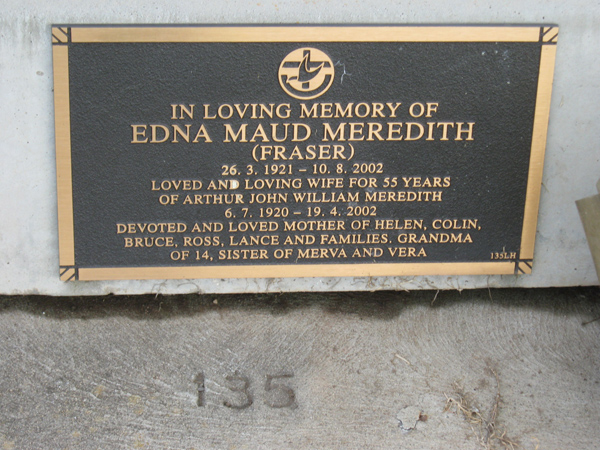 IN LOVING MEMORY OF
EDNA MAUD MEREDITH
(FRASER)
26. 3. 1921 – 10. 8. 2002
LOVED AND LOVING WIFE FOR 55 YEARS
OF ARTHUR JOHN WILLIAM MEREDITH
6. 7. 1920 – 19. 4. 2002
DEVOTED AND LOVED MOTHER OF HELEN, COLIN,
BRUCE, ROSS, LANCE AND FAMILIES. GRANDMA
OF 14, SISTER OF MERVA AND VERA
135LH
135